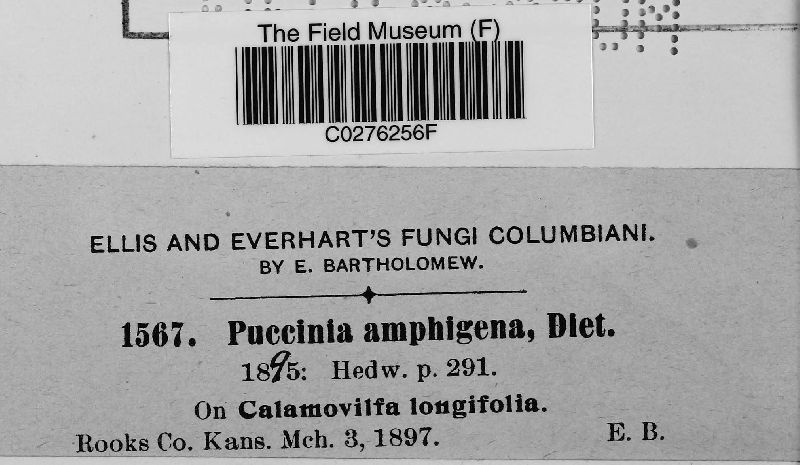 The Field Museum (F)
C0276256F
ELLIS AND EVERHART'S FUNGI COLUMBIANI.
BY E. BARTHOLOMEW.
1567. Puccinia amphigena, Diet.
1895: Hedw. p. 291.
On Calamovilfa longifolia.
Rooks Co. Kans. Mch. 3, 1897. E. B.